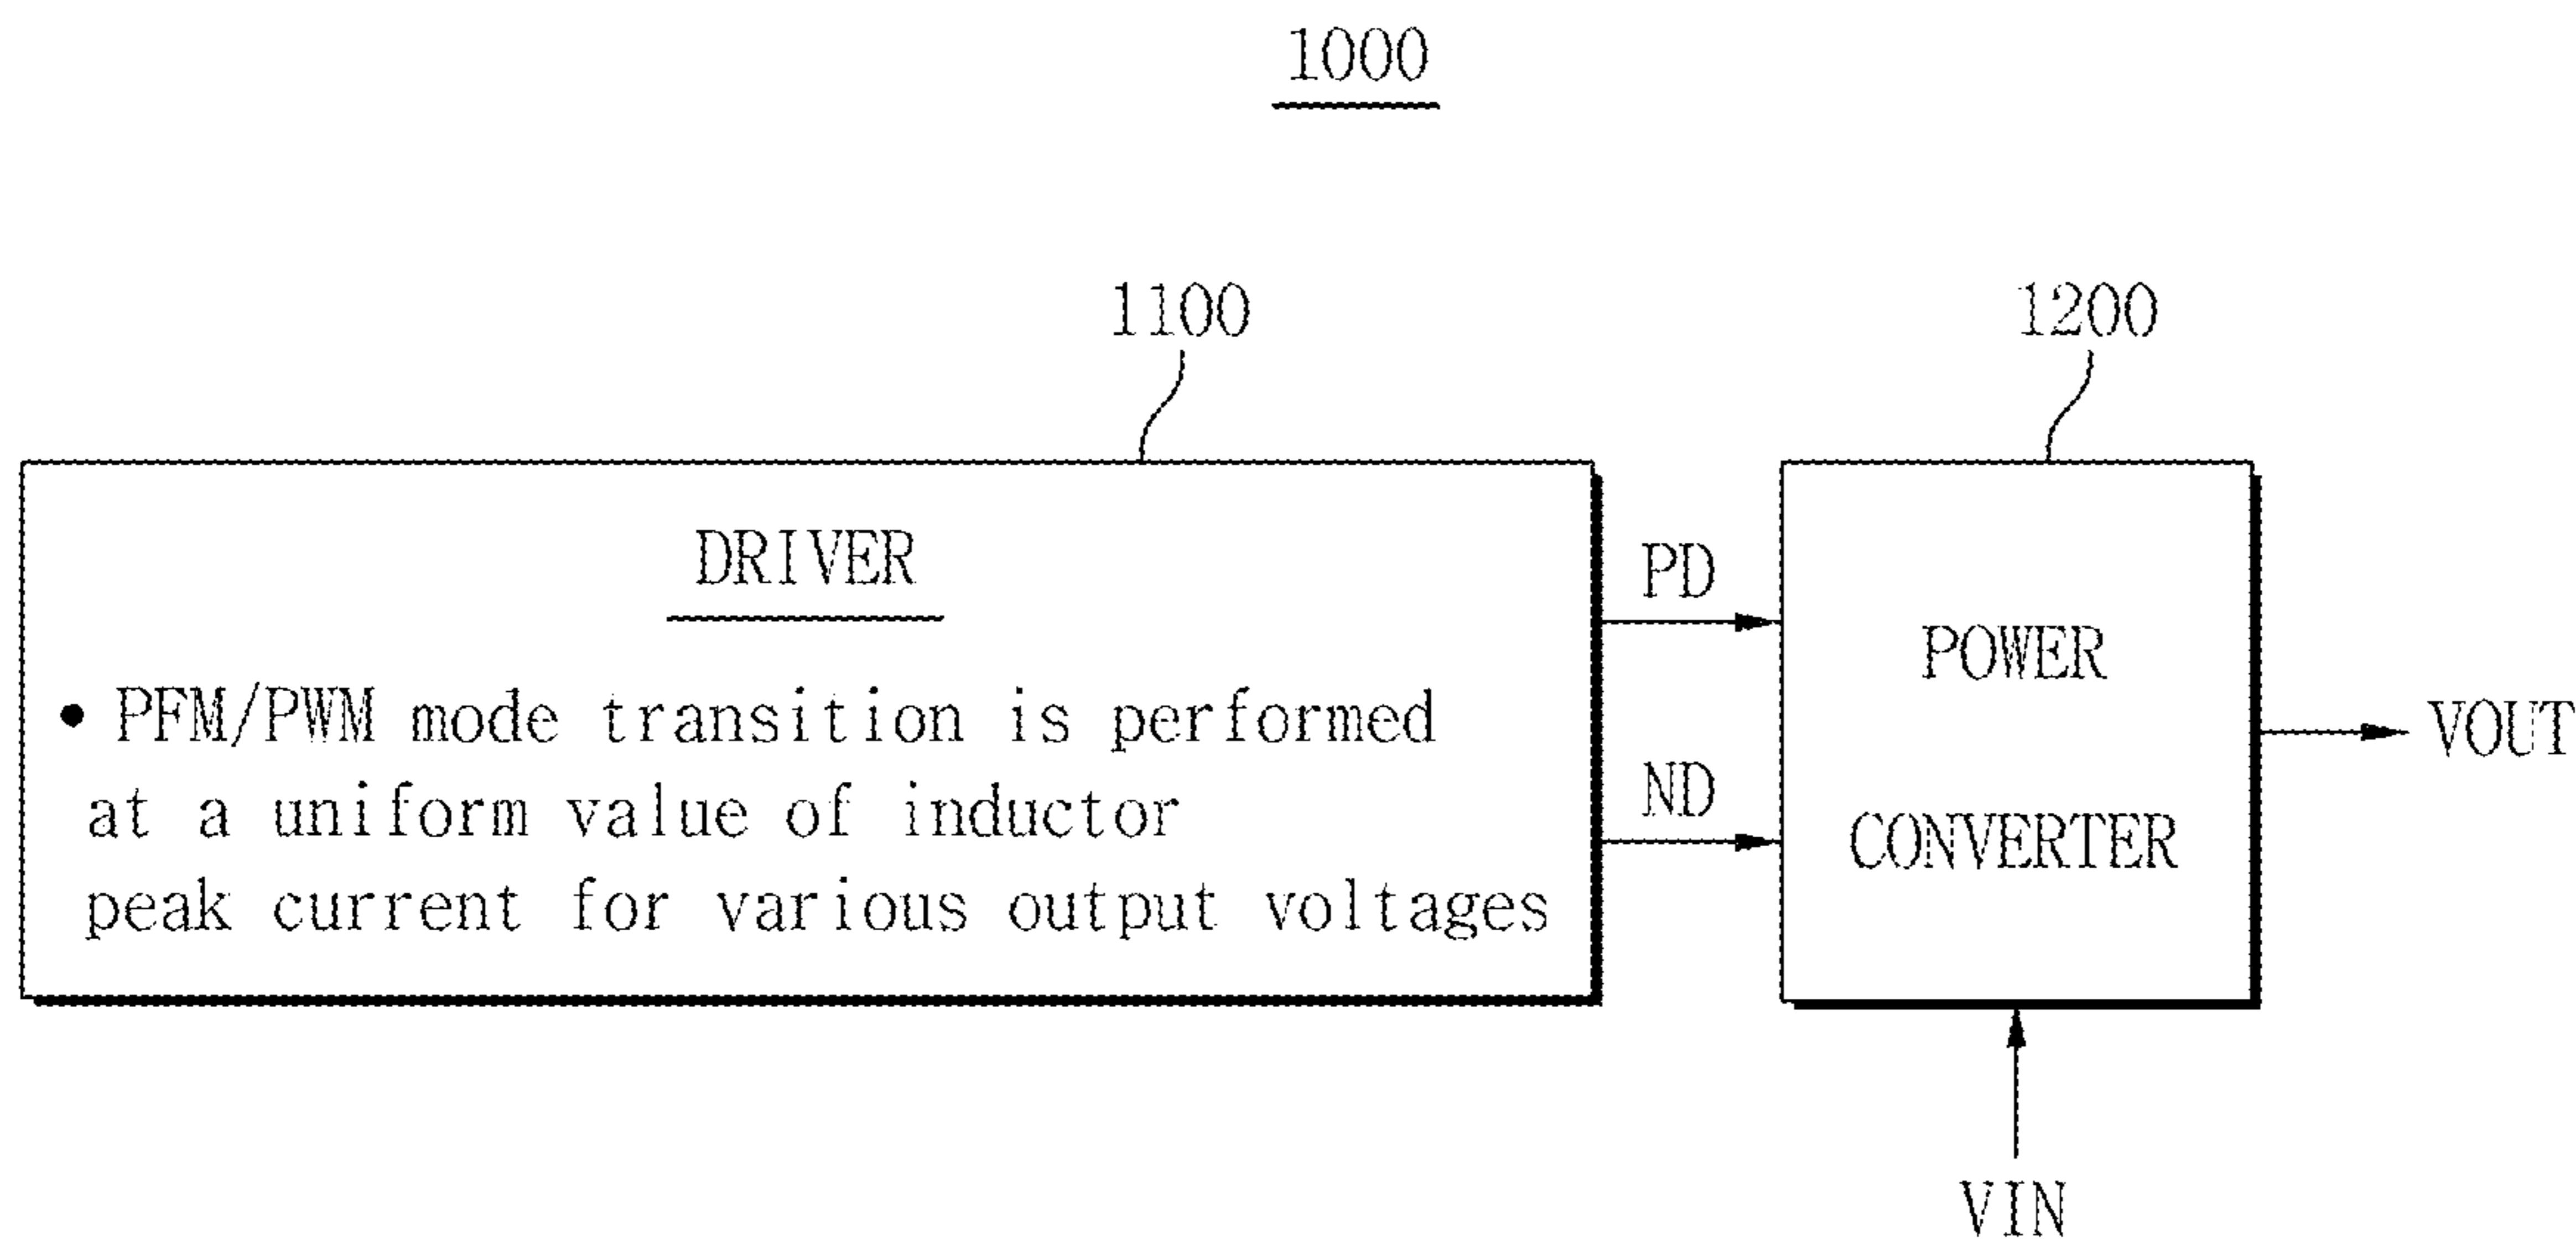 1000
1100
1200
DRIVER
• PFM/PWM mode transition is performed
at a uniform value of inductor
peak current for various output voltages
PD
ND
POWER
CONVERTER
VOUT
VIN